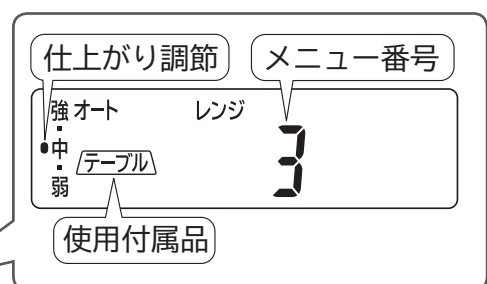 仕上がり調節 メニュー番号
強 オート レンジ
中 テーブル 3
弱
使用付属品